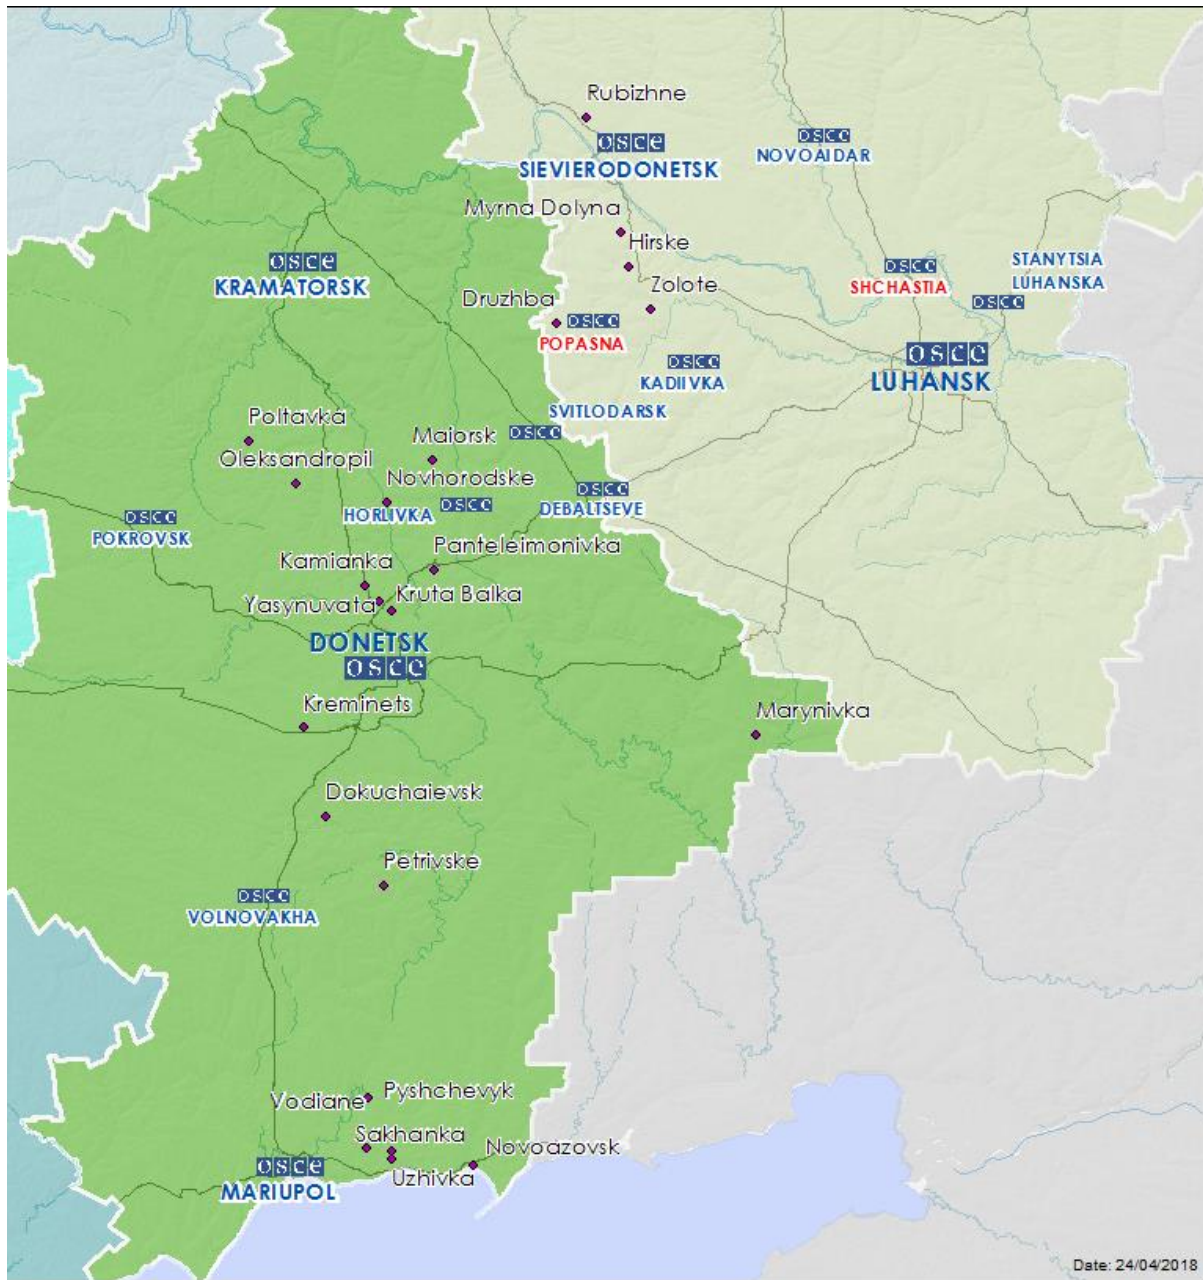 Rubizhne
osce
NOVOAIDAR
osce
SIEVIERODONETSK
Myrna Dolyna
Hirske
STANYTSIA
LUHANSKA
osce
osce
KRAMATORSK
osce
SHCHASTIA
Zolote
Druzhba
osce
POPASNA
osce
osce
KADIIVKA
LUHANSK
Poltavka
SVITLODARSK
Maiorsk
osce
Oleksandropil
Novhorodske
osce
HORLIVKA
osce
DEBALTSEVE
osce
POKROVSK
Panteleimonivka
Kamianka
Yasynuvata
Kruta Balka
DONETSK
osce
Kreminets
Marynivka
Dokuchaievsk
Petrivske
osce
VOLNOVAKHA
Pyshchevyk
Vodiane
Sakhanka
Novoazovsk
osce
Uzhivka
MARIUPOL
Date: 24/04/2018